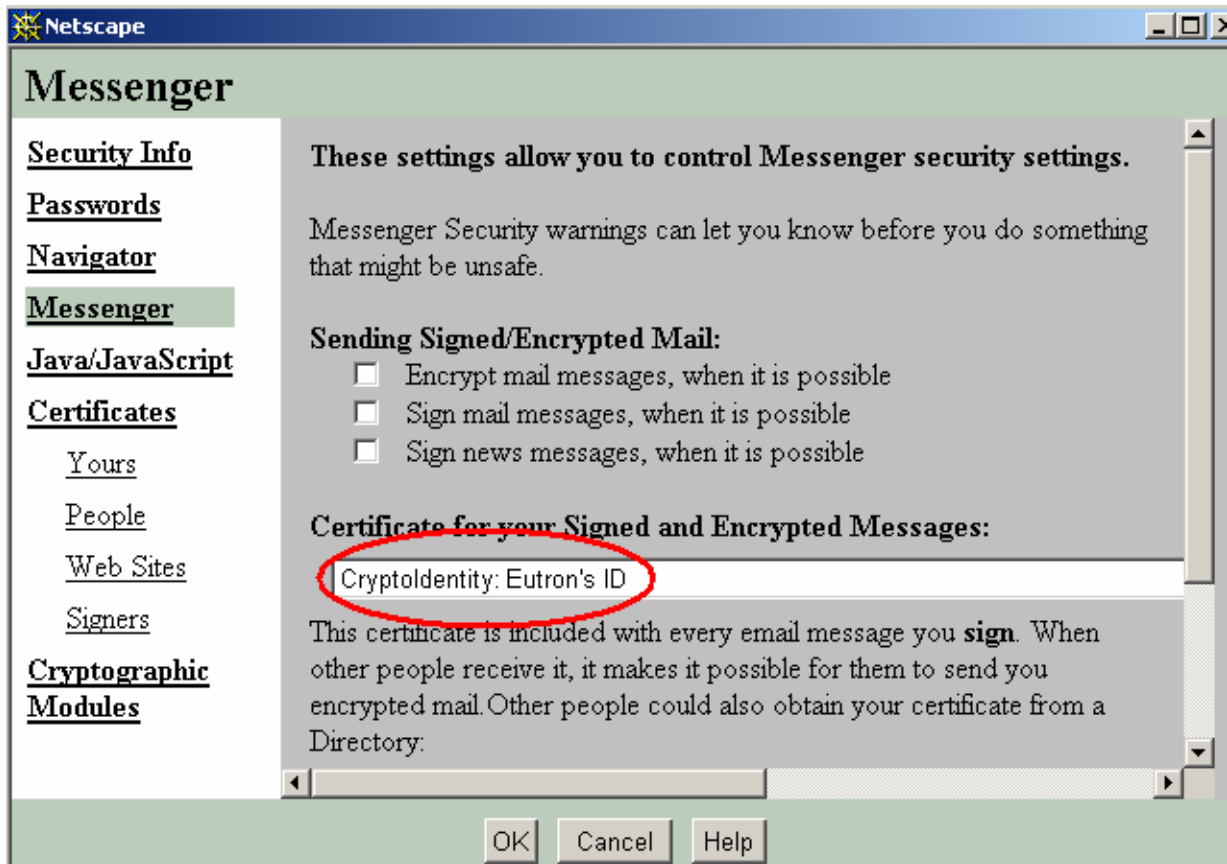 Netscape
Messenger
Security Info
Passwords
Navigator
Messenger
Java/JavaScript
Certificates
Yours
People
Web Sites
Signers
Cryptographic
Modules
These settings allow you to control Messenger security settings.
Messenger Security warnings can let you know before you do something
that might be unsafe.
Sending Signed/Encrypted Mail:
Encrypt mail messages, when it is possible
Sign mail messages, when it is possible
Sign news messages, when it is possible
Certificate for your Signed and Encrypted Messages:
CryptoIdentity: Eutron's ID
This certificate is included with every email message you sign. When
other people receive it, it makes it possible for them to send you
encrypted mail.Other people could also obtain your certificate from a
Directory:
OK Cancel Help